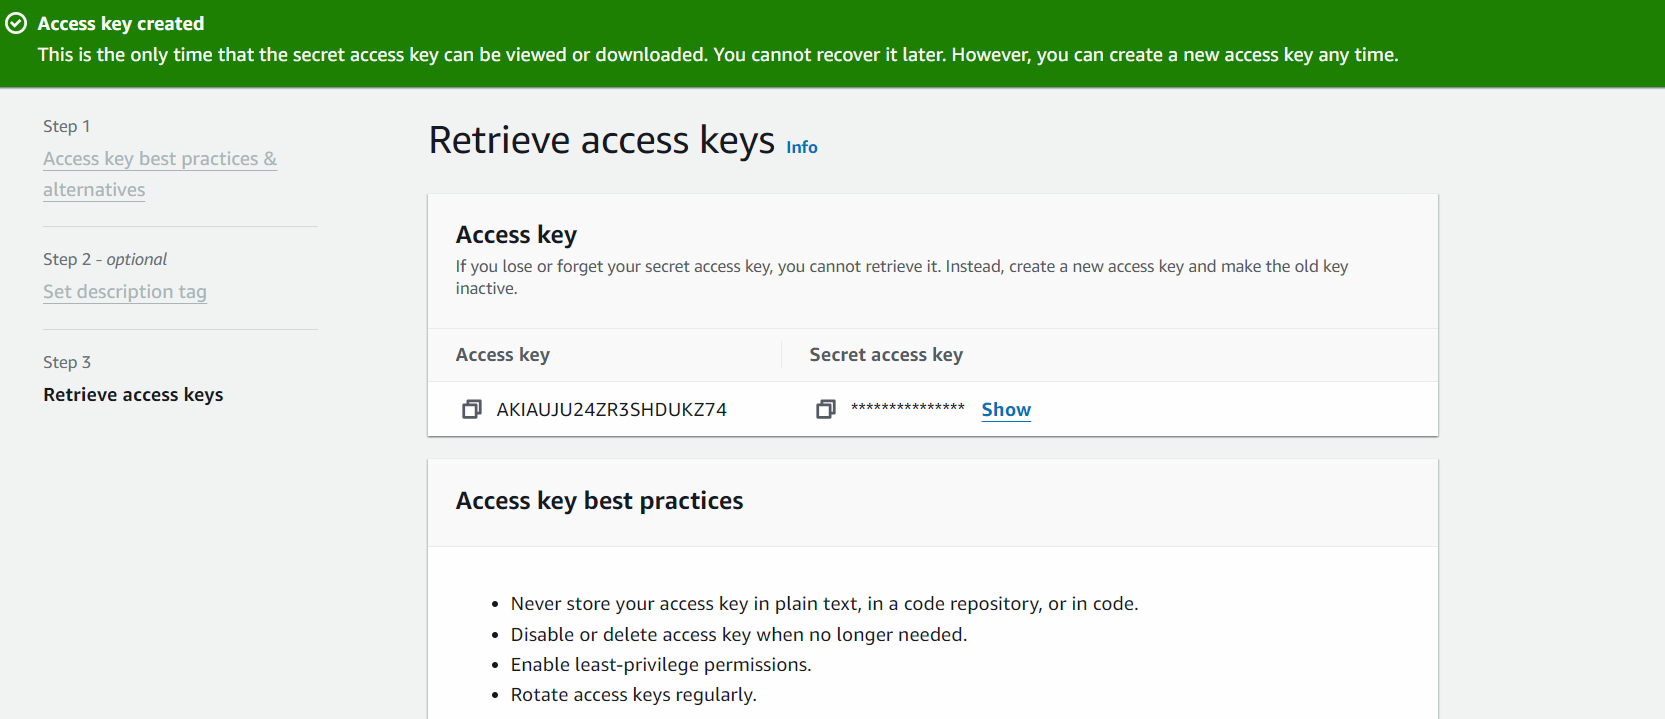 Access key created
This is the only time that the secret access key can be viewed or downloaded. You cannot recover it later. However, you can create a new access key any time.
Step 1
Access key best practices &
alternatives
Step 2 - optional
Set description tag
Step 3
Retrieve access keys
Retrieve access keys Info
Access key
If you lose or forget your secret access key, you cannot retrieve it. Instead, create a new access key and make the old key
inactive.
Access key Secret access key
AKIAUJU24ZR3SHDUKZ74 *************** Show
Access key best practices
• Never store your access key in plain text, in a code repository, or in code.
• Disable or delete access key when no longer needed.
• Enable least-privilege permissions.
• Rotate access keys regularly.